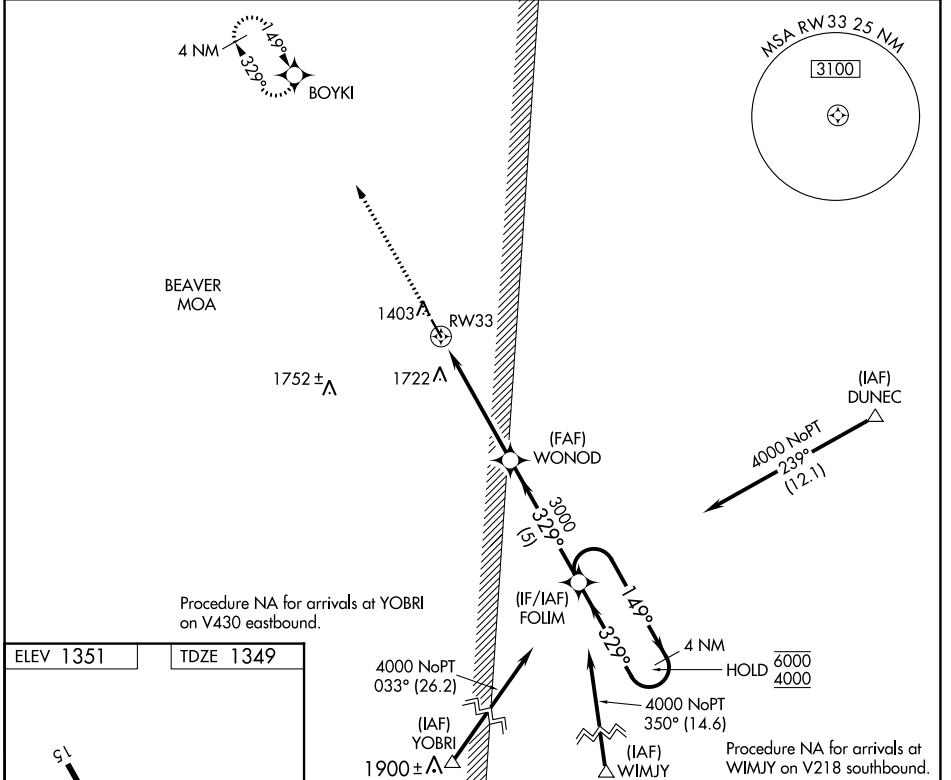 4 NM
149°
329°
BOYKI
MSA RW33 25 NM
3100
BEAVER
MOA
1403
RW33
1752 ±
1722
(IAF)
DUNEC
4000 NoPT
239°
(12.1)
(FAF)
WONOD
3000
329°
(5)
(IF/IAF)
FOLIM
149°
329°
4 NM
HOLD 6000
4000
Procedure NA for arrivals at YOBRI
on V430 eastbound.
ELEV 1351
TDZE 1349
4000 NoPT
033° (26.2)
(IAF)
YOBRI
1900 ±
4000 NoPT
350° (14.6)
(IAF)
WIMUY
Procedure NA for arrivals at
WIMUY on V218 southbound.
15